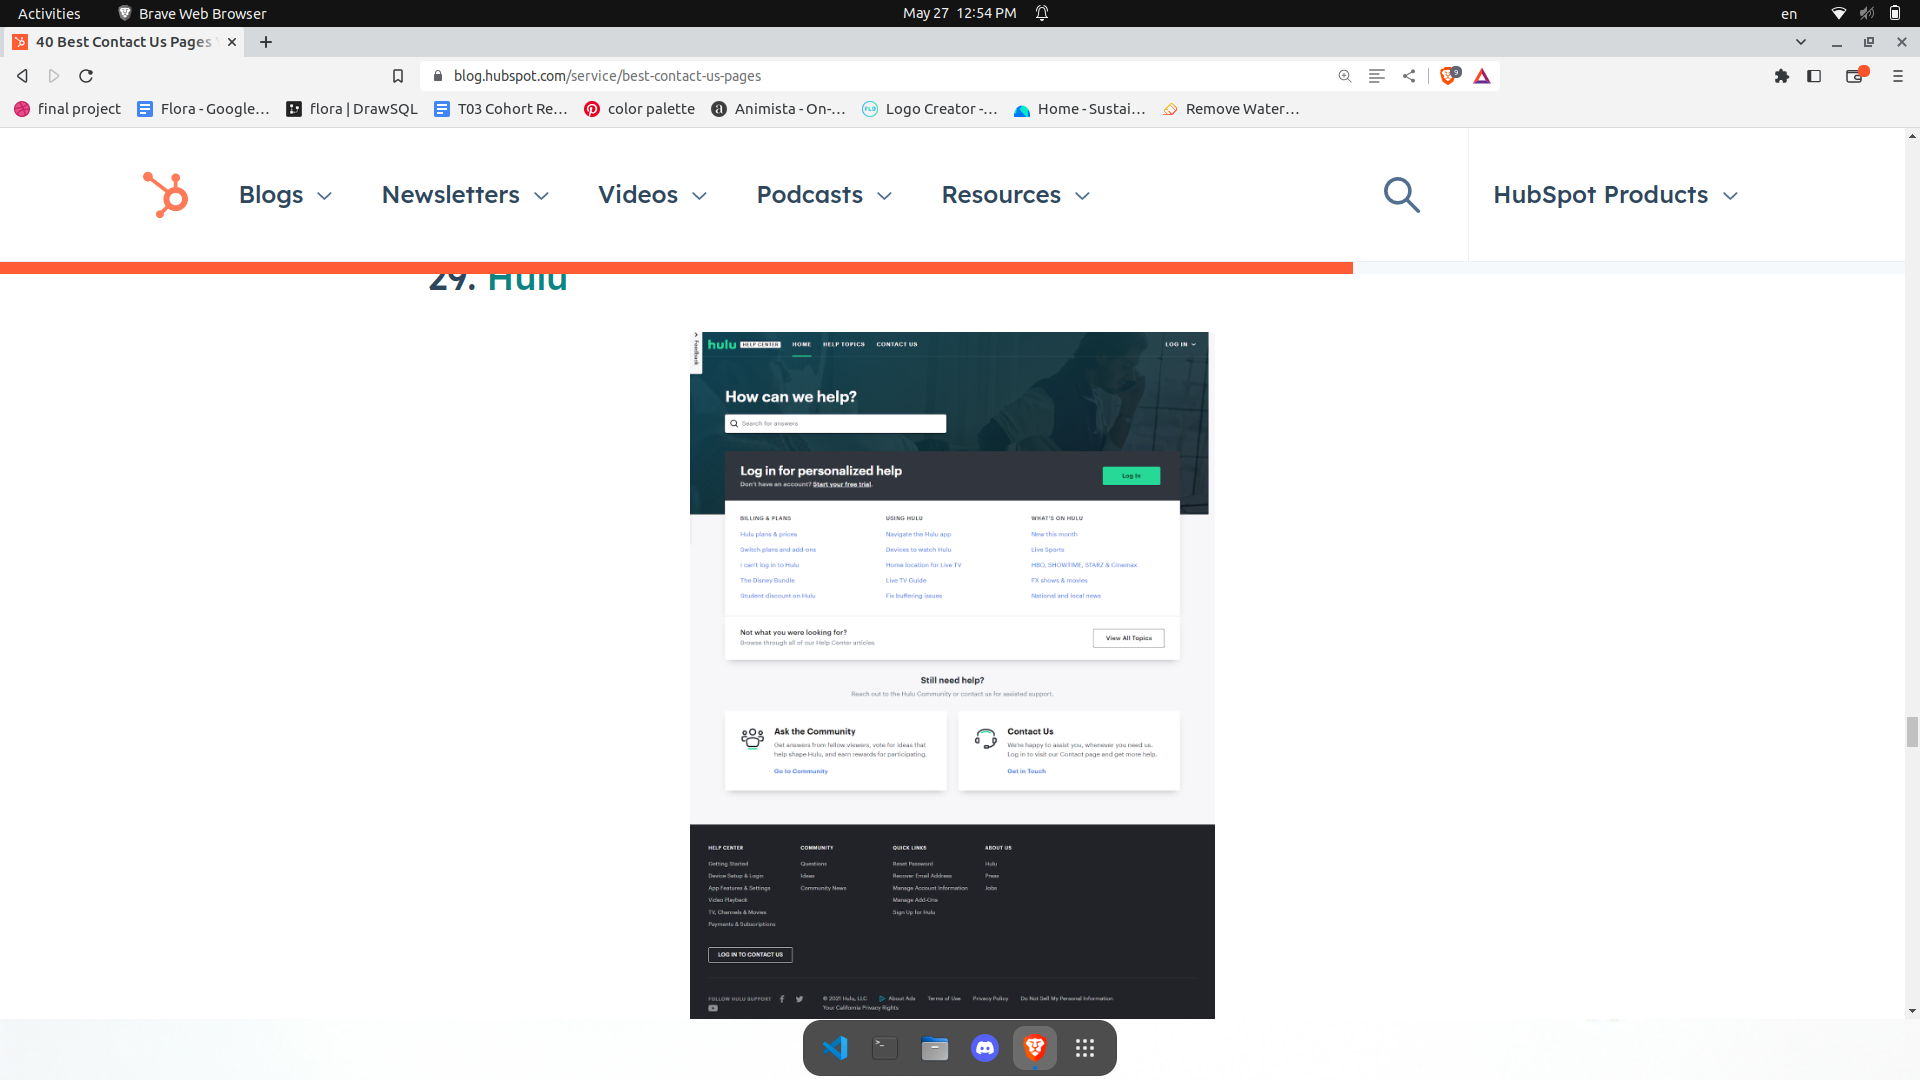 Activities
Brave Web Browser
May 27 12:54 PM
en
40 Best Contact Us Pages
blog.hubspot.com/service/best-contact-us-pages
9
final project
Flora - Google…
flora | DrawSQL
T03 Cohort Re…
color palette
Animista - On-…
Logo Creator -…
Home - Sustai…
Remove Water…
Blogs
Newsletters
Videos
Podcasts
Resources
HubSpot Products
29. Hulu
Feedback
hulu HELP CENTER
HOME
HELP TOPICS
CONTACT US
LOG IN
How can we help?
Search for answers
Log in for personalized help
Don't have an account? Start your free trial.
Log In
BILLING & PLANS
Hulu plans & prices
Switch plans and add-ons
I can't log in to Hulu
The Disney Bundle
Student discount on Hulu
USING HULU
Navigate the Hulu app
Devices to watch Hulu
Home location for Live TV
Live TV Guide
Fix buffering issues
WHAT'S ON HULU
New this month
Live Sports
HBO, SHOWTIME, STARZ & Cinemax
FX shows & movies
National and local news
Not what you were looking for?
Browse through all of our Help Center articles
View All Topics
Still need help?
Reach out to the Hulu Community or contact us for assisted support.
Ask the Community
Get answers from fellow viewers, vote for ideas that
help shape Hulu, and earn rewards for participating.
Go to Community
Contact Us
We're happy to assist you, whenever you need us.
Log in to visit our Contact page and get more help.
Get in Touch
HELP CENTER
Getting Started
Device Setup & Login
App Features & Settings
Video Playback
TV, Channels & Movies
Payments & Subscriptions
COMMUNITY
Questions
Ideas
Community News
QUICK LINKS
Reset Password
Recover Email Address
Manage Account Information
Manage Add-Ons
Sign Up for Hulu
ABOUT US
Hulu
Press
Jobs
LOG IN TO CONTACT US
FOLLOW HULU SUPPORT
© 2021 Hulu, LLC
About Ads
Terms of Use
Privacy Policy
Do Not Sell My Personal Information
Your California Privacy Rights